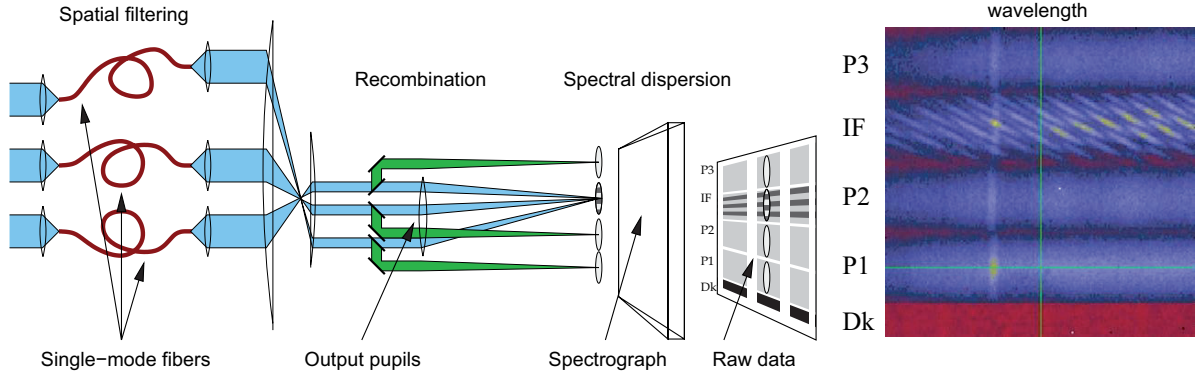 Spatial filtering
Recombination
Spectral dispersion
Single−mode fibers
Output pupils
Spectrograph
Raw data
P3
IF
P2
P1
Dk
wavelength
P3
IF
P2
P1
Dk